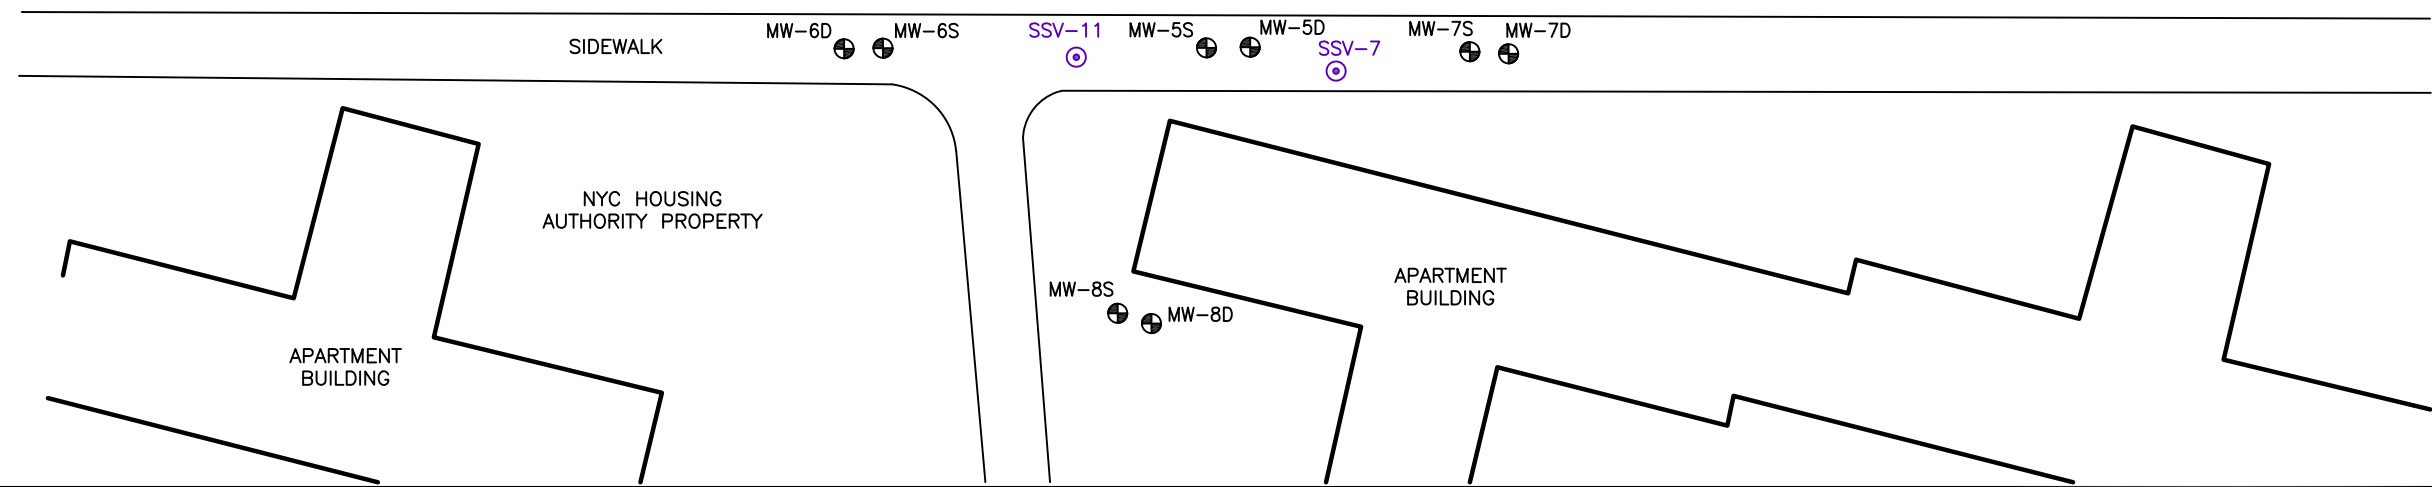 MW-6D
MW-6S
SSV-11
MW-5S
MW-5D
MW-7S
MW-7D
SIDEWALK
SSV-7
NYC HOUSING
AUTHORITY PROPERTY
APARTMENT
BUILDING
MW-8S
MW-8D
APARTMENT
BUILDING